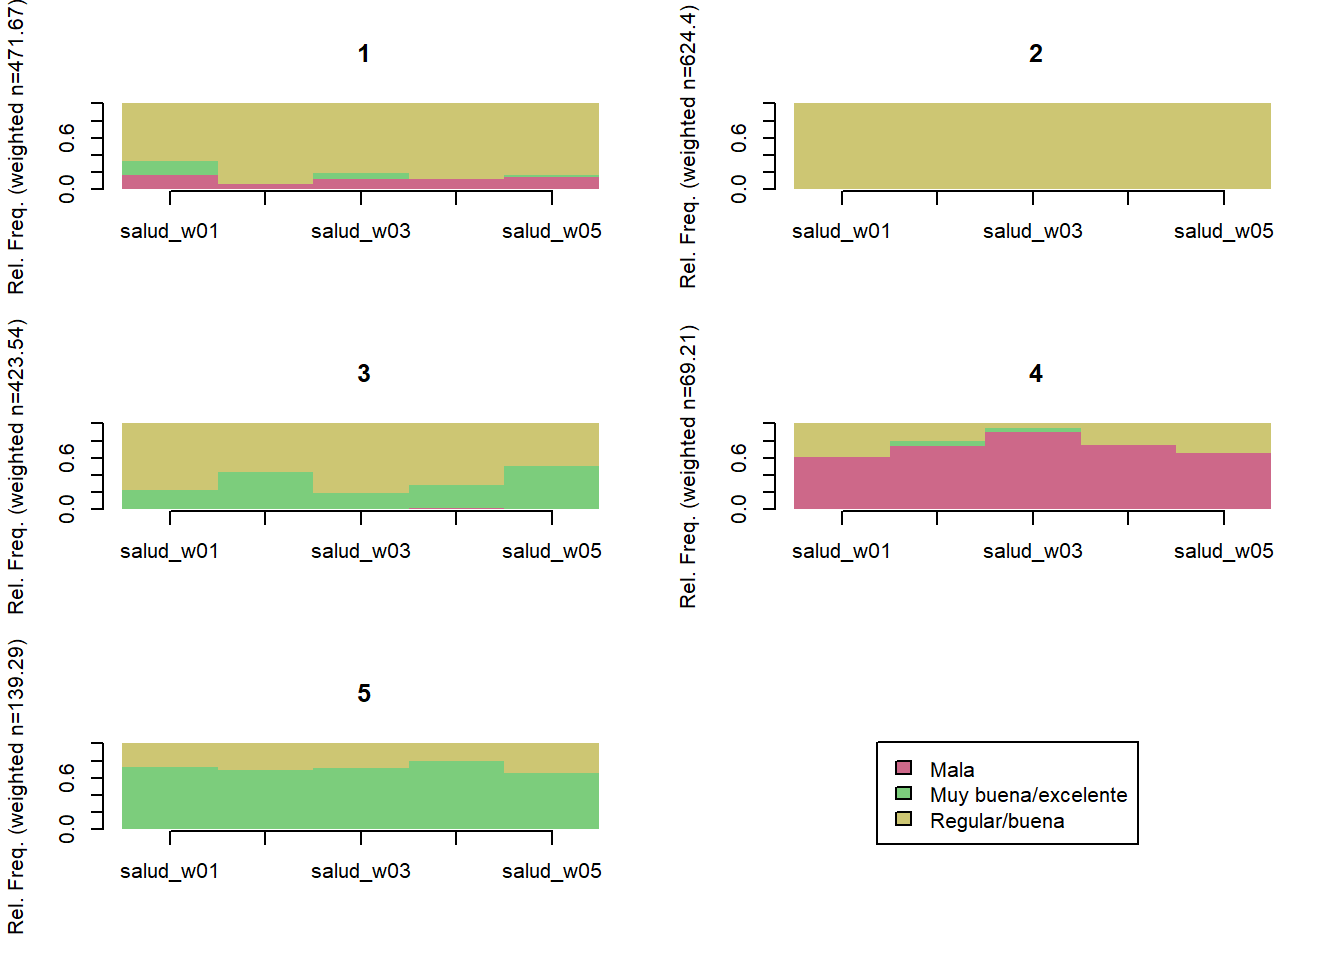 1
Rel. Freq. (weighted n=471.67)
0.6
0.0
salud_w01 salud_w03 salud_w05
2
Rel. Freq. (weighted n=624.4)
0.6
0.0
salud_w01 salud_w03 salud_w05
3
Rel. Freq. (weighted n=423.54)
0.6
0.0
salud_w01 salud_w03 salud_w05
4
Rel. Freq. (weighted n=69.21)
0.6
0.0
salud_w01 salud_w03 salud_w05
5
Rel. Freq. (weighted n=139.29)
0.6
0.0
salud_w01 salud_w03 salud_w05
Mala
Muy buena/excelente
Regular/buena